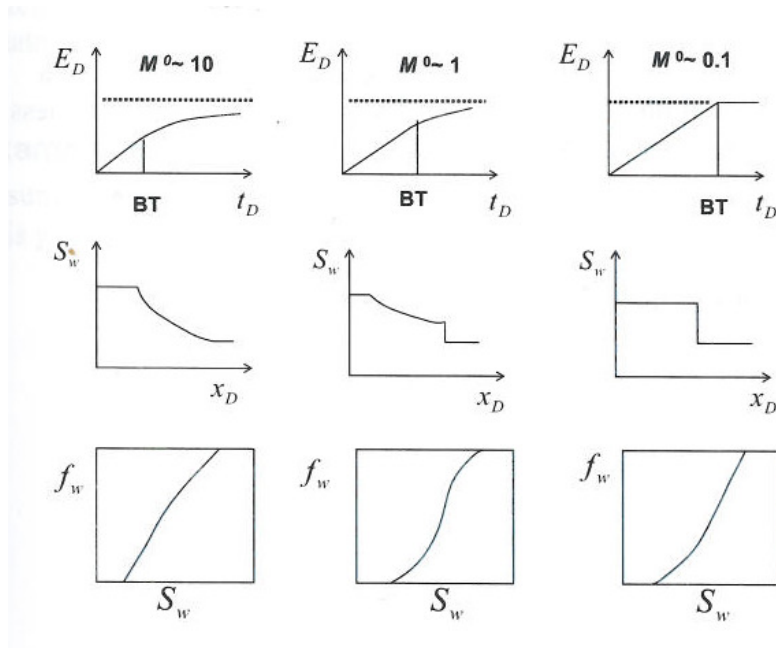 E_D M⁰~ 10
BT t_D
E_D M⁰~ 1
BT t_D
E_D M⁰~ 0.1
BT t_D
S_w
x_D
S_w
x_D
S_w
x_D
f_w
S_w
f_w
S_w
f_w
S_w